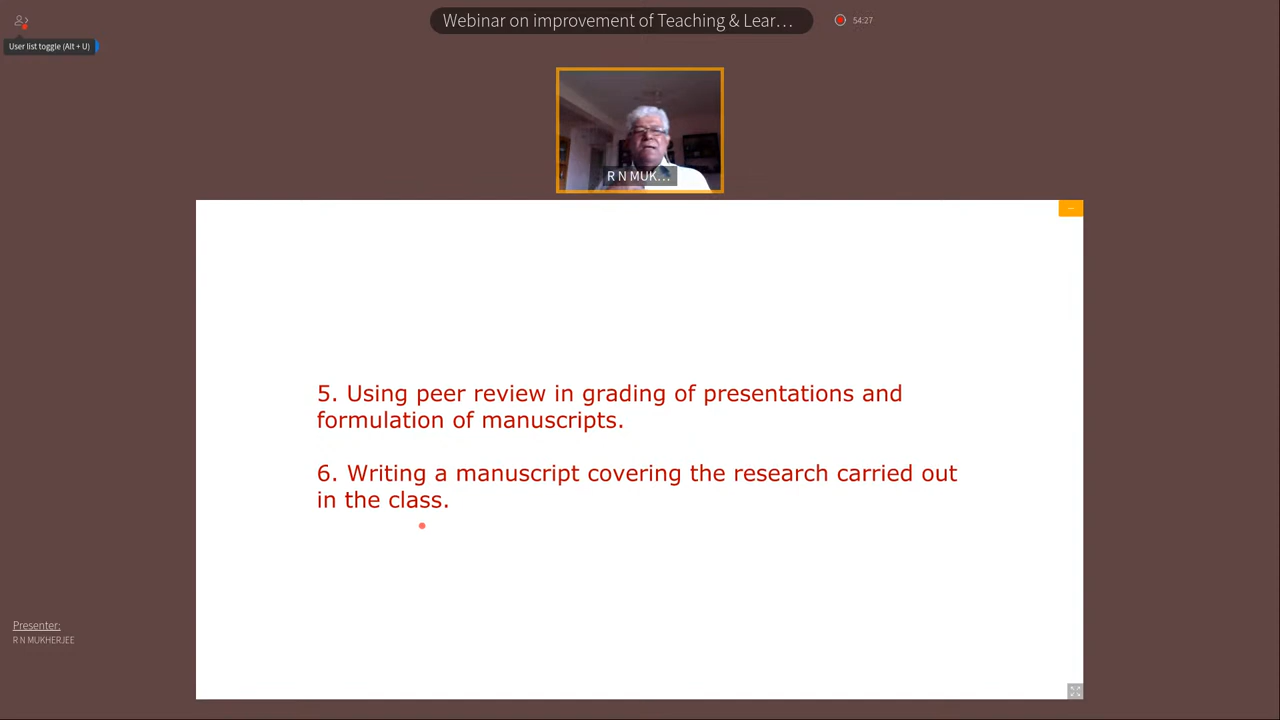 Webinar on improvement of Teaching & Lear…
54:27
User list toggle (Alt + U)
R N MUK…
5. Using peer review in grading of presentations and
formulation of manuscripts.
6. Writing a manuscript covering the research carried out
in the class.
Presenter:
R N MUKHERJEE